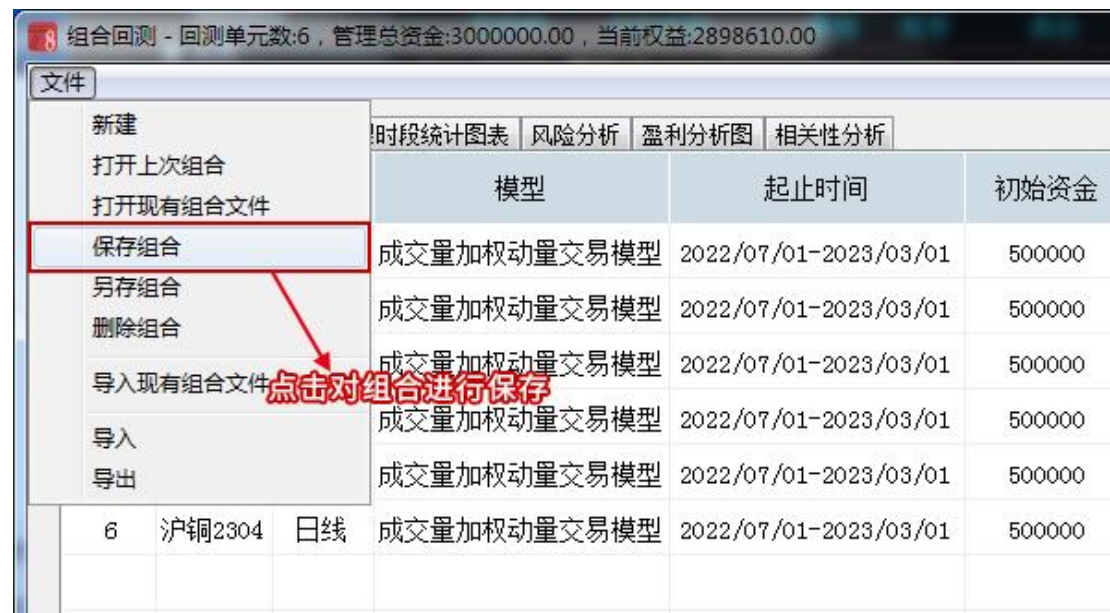 组合回测 - 回测单元数:6，管理总资金:3000000.00，当前权益:2898610.00
文件
新建
打开上次组合
打开现有组合文件
保存组合
另存组合
删除组合
导入现有组合文件
导入
导出
时段统计图表 风险分析 盈利分析图 相关性分析
模型 起止时间 初始资金
成交量加权动量交易模型 2022/07/01-2023/03/01 500000
成交量加权动量交易模型 2022/07/01-2023/03/01 500000
成交量加权动量交易模型 2022/07/01-2023/03/01 500000
点击对组合进行保存
成交量加权动量交易模型 2022/07/01-2023/03/01 500000
成交量加权动量交易模型 2022/07/01-2023/03/01 500000
6 沪铜2304 日线 成交量加权动量交易模型 2022/07/01-2023/03/01 500000